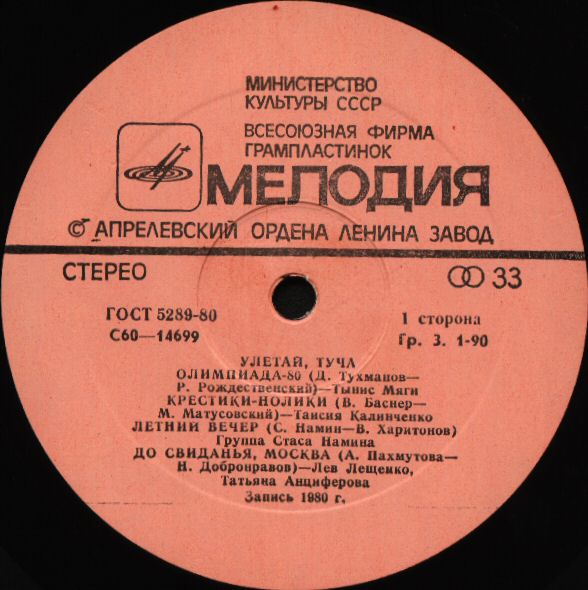 МИНИСТЕРСТВО
КУЛЬТУРЫ СССР
ВСЕСОЮЗНАЯ ФИРМА
ГРАМПЛАСТИНОК
МЕЛОДИЯ
© АПРЕЛЕВСКИЙ ОРДЕНА ЛЕНИНА ЗАВОД
СТЕРЕО
33
ГОСТ 5289-80
1 сторона
С60—14699
Гр. 3. 1-90
УЛЕТАЙ, ТУЧА
ОЛИМПИАДА-80 (Д. Тухманов—
Р. Рождественский)—Тынис Мяги
КРЕСТИКИ-НОЛИКИ (В. Баснер—
М. Матусовский)—Таисия Калинченко
ЛЕТНИЙ ВЕЧЕР (С. Намин—В. Харитонов)
Группа Стаса Намина
ДО СВИДАНЬЯ, МОСКВА (А. Пахмутова—
Н. Добронравов)—Лев Лещенко,
Татьяна Анциферова
Запись 1980 г.